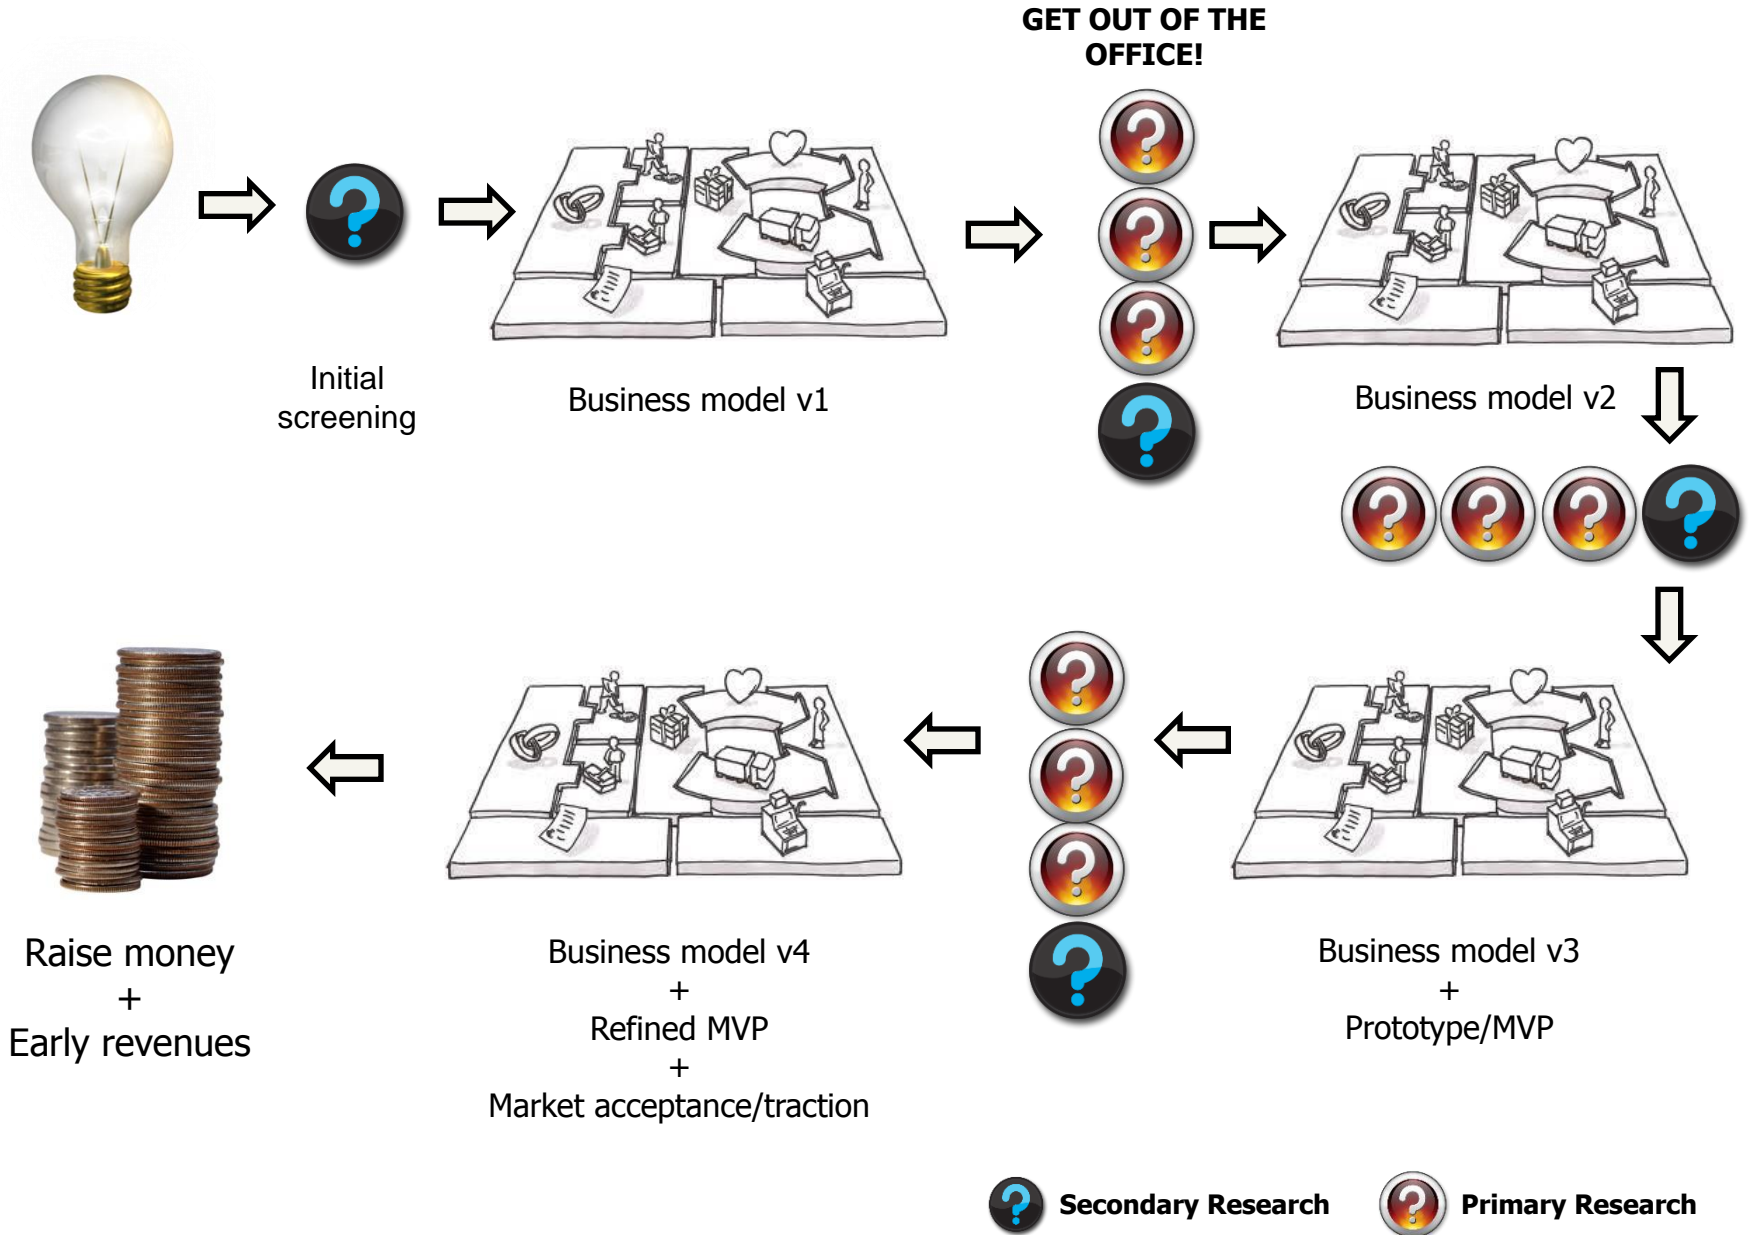 GET OUT OF THE
OFFICE!
Initial
screening
Business model v1
Business model v2
Raise money
+
Early revenues
Business model v4
+
Refined MVP
+
Market acceptance/traction
Business model v3
+
Prototype/MVP
Secondary Research
Primary Research